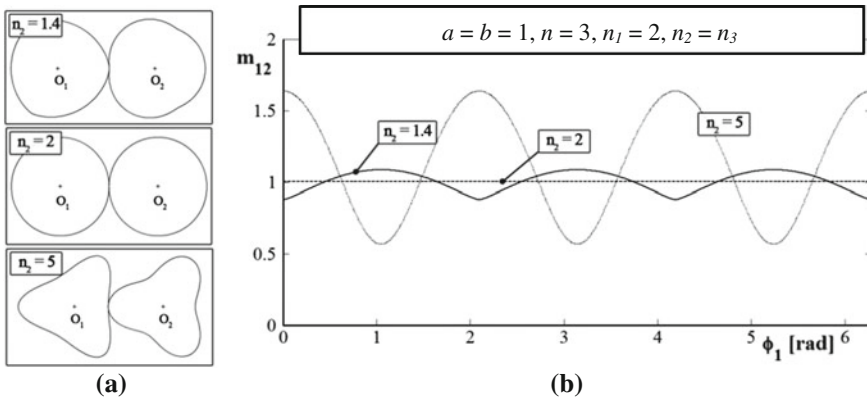 n₂ = 1.4
O₁ O₂
n₂ = 2
O₁ O₂
n₂ = 5
O₁ O₂
(a)
a = b = 1, n = 3, n₁ = 2, n₂ = n₃
m₁₂
2
1.5
1
0.5
0
n₂ = 1.4
n₂ = 2
n₂ = 5
0 1 2 3 4 5 6
ϕ₁ [rad]
(b)